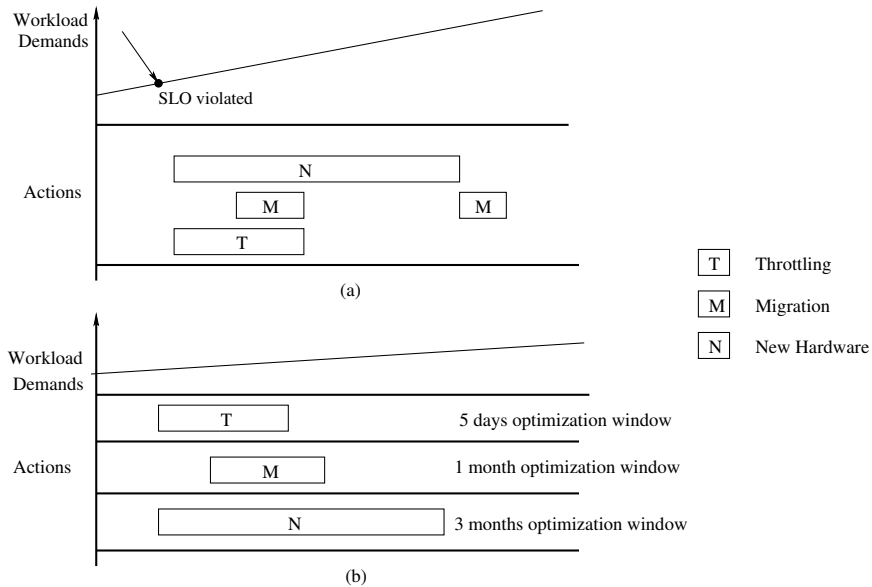 Workload
Demands
SLO violated
N
Actions
M
M
T
(a)
T Throttling
M Migration
N New Hardware
Workload
Demands
T
5 days optimization window
Actions
M
1 month optimization window
N
3 months optimization window
(b)